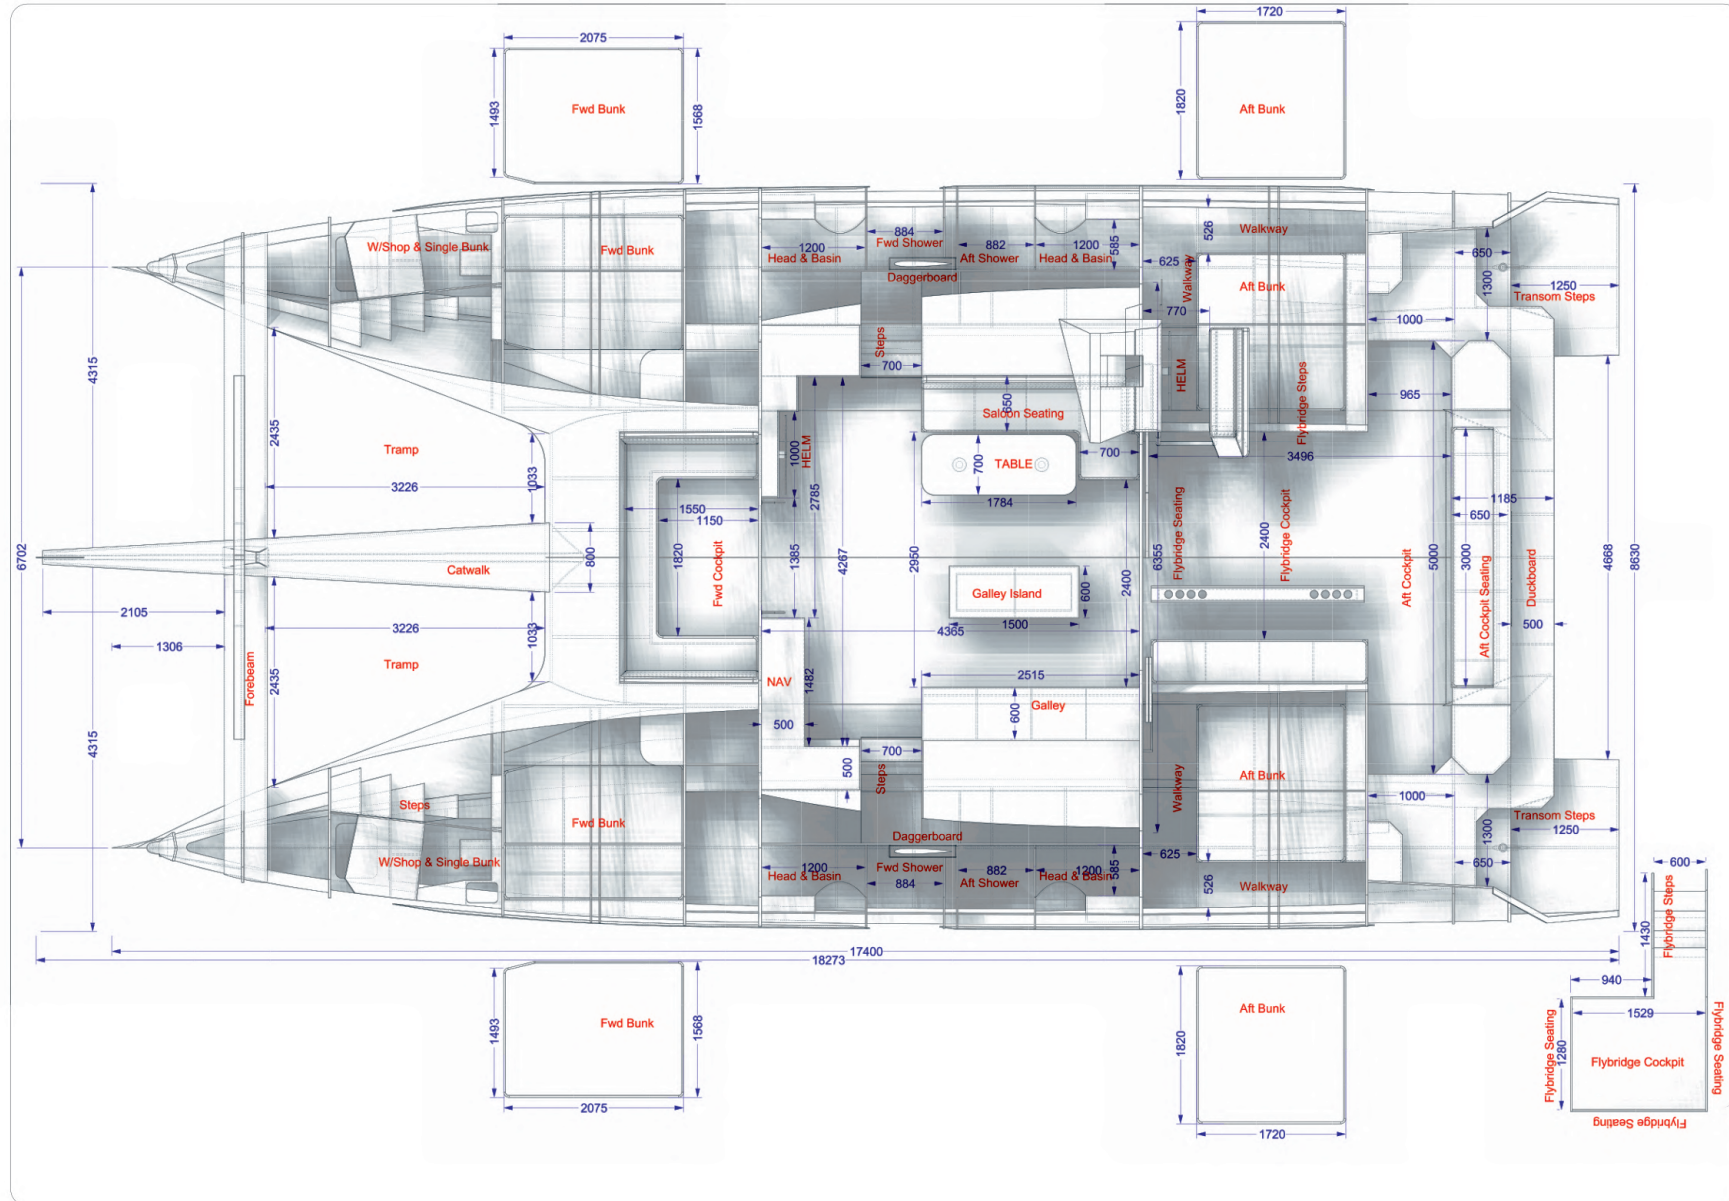 2075
1720
1493
Fwd Bunk
1568
1820
Aft Bunk
4315
W/Shop & Single Bunk
Fwd Bunk
1200
Head & Basin
884
Fwd Shower
882
Aft Shower
1200
Head & Basin
585
Daggerboard
526
Walkway
625
Walkway
Aft Bunk
770
650
1300
1250
Transom Steps
1000
Steps
700
HELM
Flybridge Steps
965
650
Saloon Seating
2435
Tramp
3226
1033
1000
HELM
2785
700
TABLE
700
1784
3496
1185
650
1550
1150
1820
Fwd Cockpit
6702
800
Catwalk
1385
4267
2950
2400
6355
Flybridge Seating
2400
Flybridge Cockpit
Aft Cockpit
5000
3000
Aft Cockpit Seating
Duckboard
4668
8630
Galley Island
600
1500
500
2105
1306
3226
1033
Tramp
Forebeam
2435
4365
2515
NAV
1482
500
Galley
600
700
500
Steps
4315
Steps
Fwd Bunk
W/Shop & Single Bunk
Daggerboard
1200
Head & Basin
Fwd Shower
884
882
Aft Shower
1200
Head & Basin
585
Walkway
625
Aft Bunk
526
Walkway
1000
1300
650
Transom Steps
1250
600
Flybridge Steps
1430
17400
18273
940
1529
1493
Fwd Bunk
1568
2075
1820
Aft Bunk
1720
Flybridge Seating
1280
Flybridge Cockpit
Flybridge Seating
Flybridge Seating